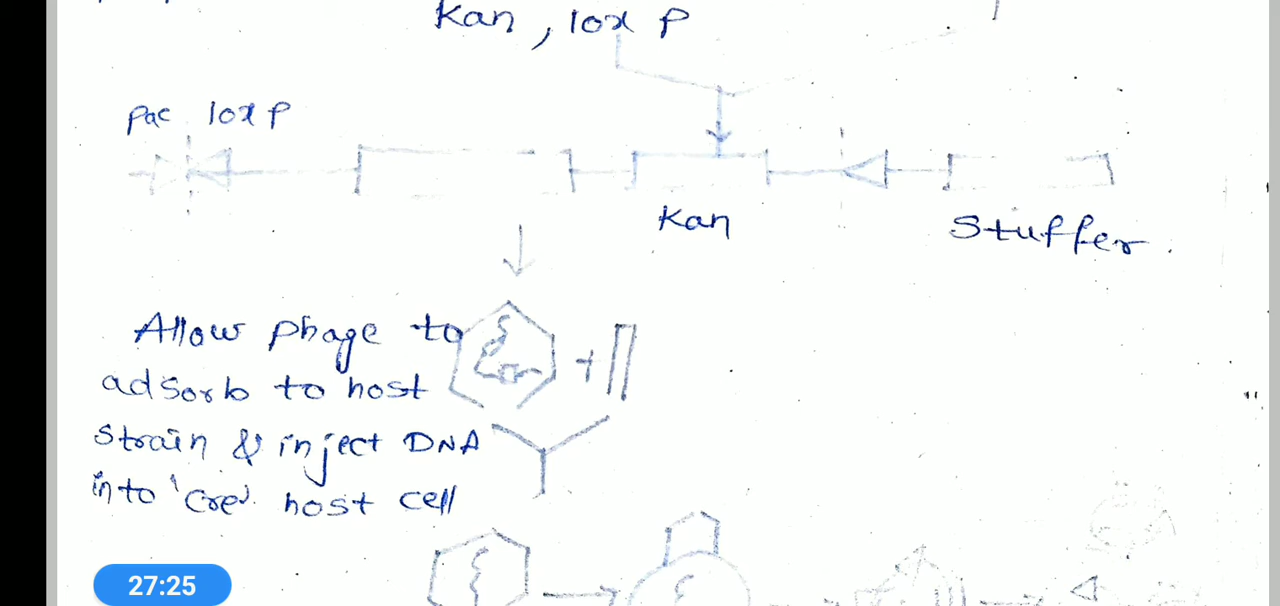 Kan, lox P
Pac loxP
Kan
Stuffer.
Allow phage to
adsorb to host
strain & inject DNA
into 'Cre' host cell
27:25